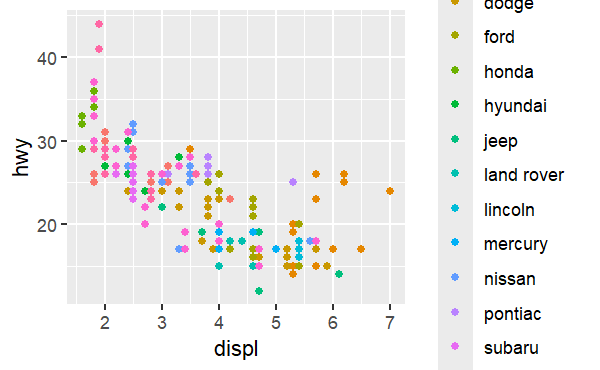 dodge
ford
honda
hyundai
jeep
land rover
lincoln
mercury
nissan
pontiac
subaru
40
30
20
hwy
2 3 4 5 6 7
displ